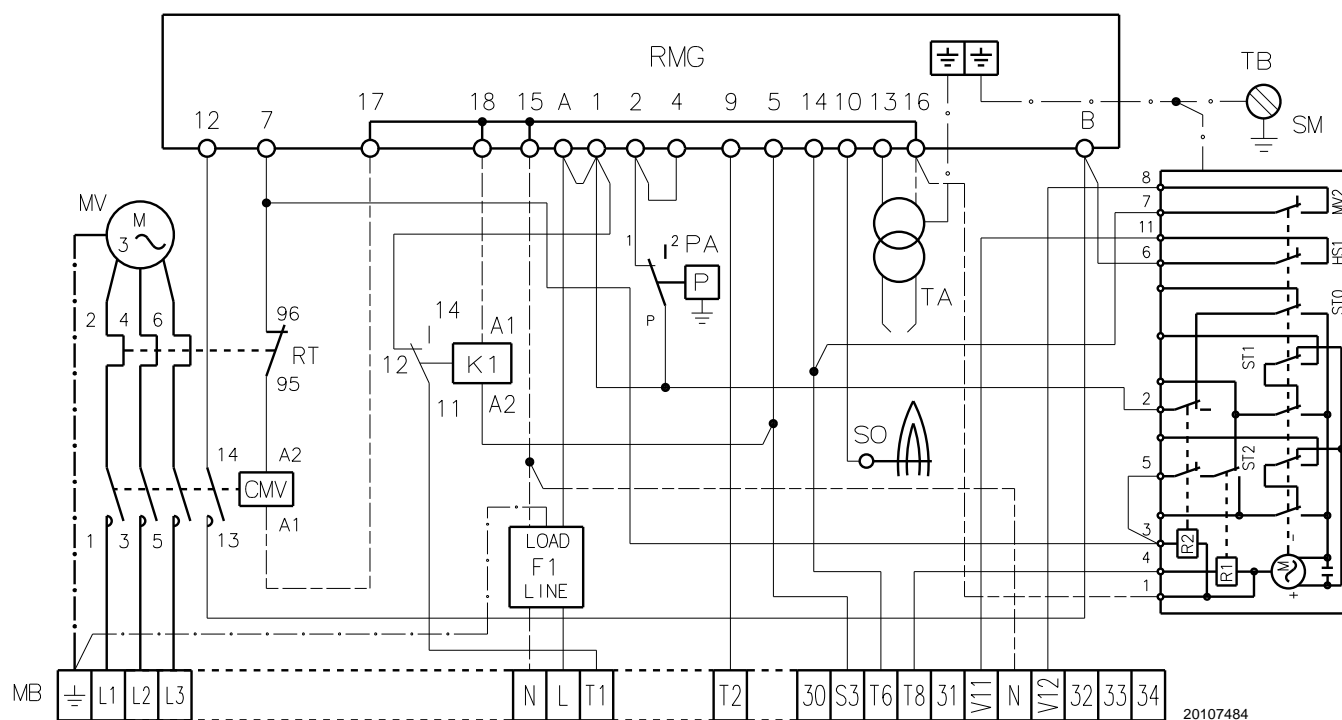 RMG
TB
SM
12 7 17 18 15 A 1 2 4 9 5 14 10 13 16 B
MV
M
3
2 4 6
96
RT
95
14 A2
CMV
A1
1 3 5 13
14 A1
12 K1
11 A2
1 2 PA
P
P
TA
SO
LOAD
F1
LINE
8
7
11
6
2
5
3
4
1
MV2
HS1
ST0
ST1
ST2
R2
R1
M
−
+
MB L1 L2 L3 N L T1 T2 30 S3 T6 T8 31 V11 N V12 32 33 34
20107484